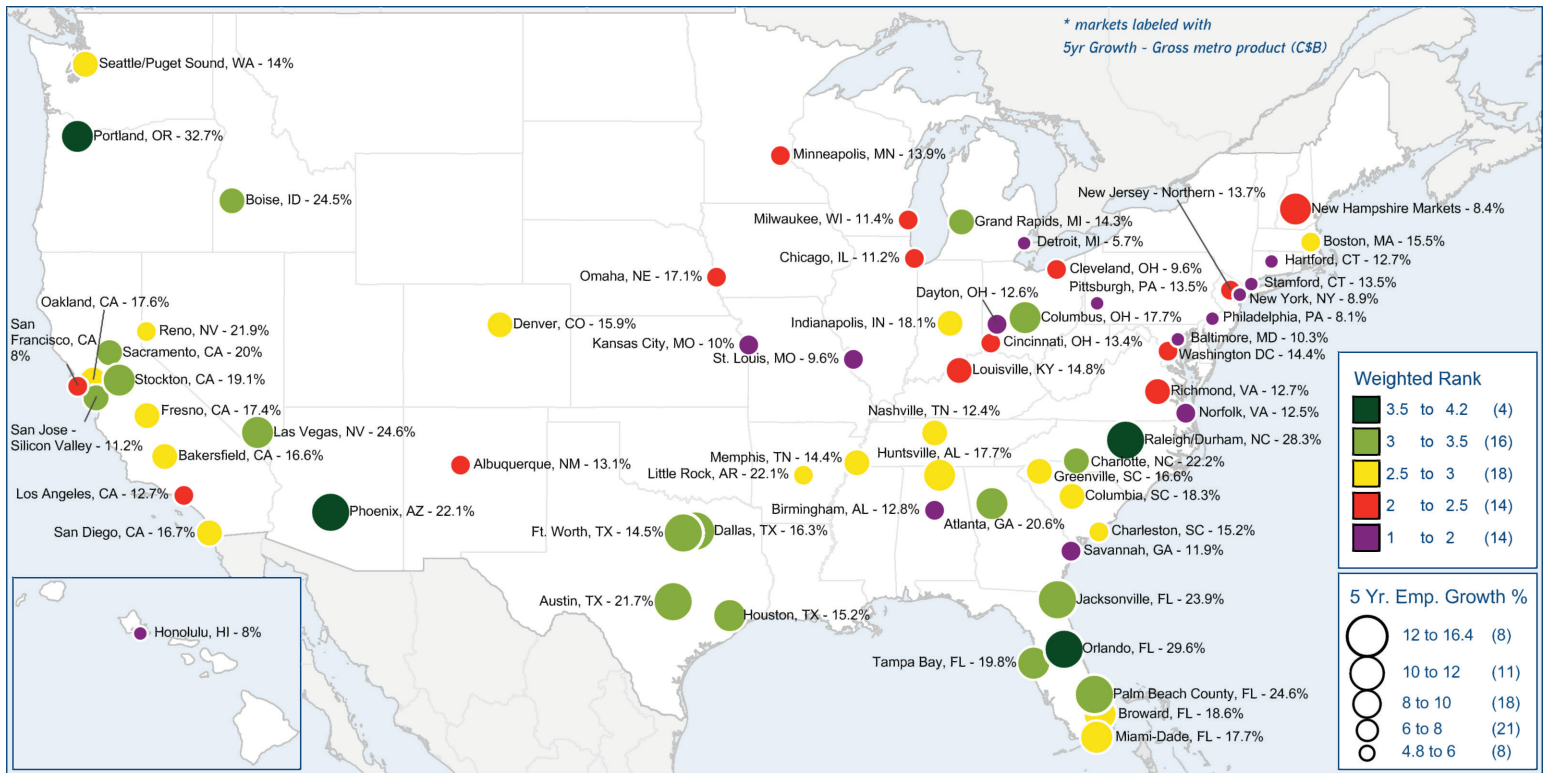 * markets labeled with
5yr Growth - Gross metro product (C$B)
Seattle/Puget Sound, WA - 14%
Portland, OR - 32.7%
Boise, ID - 24.5%
Minneapolis, MN - 13.9%
Milwaukee, WI - 11.4%
Chicago, IL - 11.2%
Omaha, NE - 17.1%
Grand Rapids, MI - 14.3%
Detroit, MI - 5.7%
Cleveland, OH - 9.6%
Pittsburgh, PA - 13.5%
New Jersey - Northern - 13.7%
New Hampshire Markets - 8.4%
Boston, MA - 15.5%
Hartford, CT - 12.7%
Stamford, CT - 13.5%
New York, NY - 8.9%
Philadelphia, PA - 8.1%
Baltimore, MD - 10.3%
Washington DC - 14.4%
Dayton, OH - 12.6%
Columbus, OH - 17.7%
Indianapolis, IN - 18.1%
Cincinnati, OH - 13.4%
Kansas City, MO - 10%
St. Louis, MO - 9.6%
Louisville, KY - 14.8%
Richmond, VA - 12.7%
Norfolk, VA - 12.5%
Denver, CO - 15.9%
Oakland, CA - 17.6%
San
Francisco, CA
8%
Reno, NV - 21.9%
Sacramento, CA - 20%
Stockton, CA - 19.1%
Fresno, CA - 17.4%
San Jose -
Silicon Valley - 11.2%
Las Vegas, NV - 24.6%
Bakersfield, CA - 16.6%
Los Angeles, CA - 12.7%
San Diego, CA - 16.7%
Phoenix, AZ - 22.1%
Albuquerque, NM - 13.1%
Nashville, TN - 12.4%
Memphis, TN - 14.4%
Huntsville, AL - 17.7%
Little Rock, AR - 22.1%
Birmingham, AL - 12.8%
Raleigh/Durham, NC - 28.3%
Charlotte, NC - 22.2%
Greenville, SC - 16.6%
Columbia, SC - 18.3%
Atlanta, GA - 20.6%
Charleston, SC - 15.2%
Savannah, GA - 11.9%
Ft. Worth, TX - 14.5%
Dallas, TX - 16.3%
Austin, TX - 21.7%
Houston, TX - 15.2%
Jacksonville, FL - 23.9%
Orlando, FL - 29.6%
Tampa Bay, FL - 19.8%
Palm Beach County, FL - 24.6%
Broward, FL - 18.6%
Miami-Dade, FL - 17.7%
Honolulu, HI - 8%
Weighted Rank
3.5 to 4.2 (4)
3 to 3.5 (16)
2.5 to 3 (18)
2 to 2.5 (14)
1 to 2 (14)
5 Yr. Emp. Growth %
12 to 16.4 (8)
10 to 12 (11)
8 to 10 (18)
6 to 8 (21)
4.8 to 6 (8)